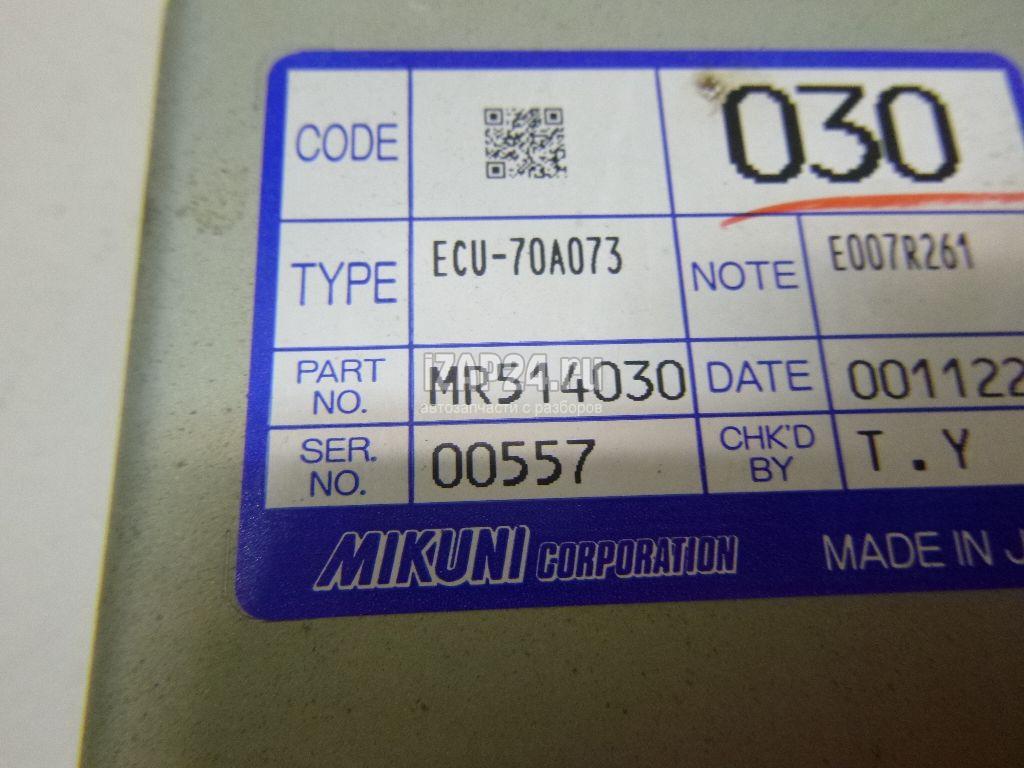 CODE 030
TYPE ECU-70A073 NOTE E007R261
PART NO. MR514030 DATE 001122
SER. NO. 00557 CHK'D BY T.Y
MIKUNI CORPORATION MADE IN J
iZAP24.ru
автозапчасти с разборов